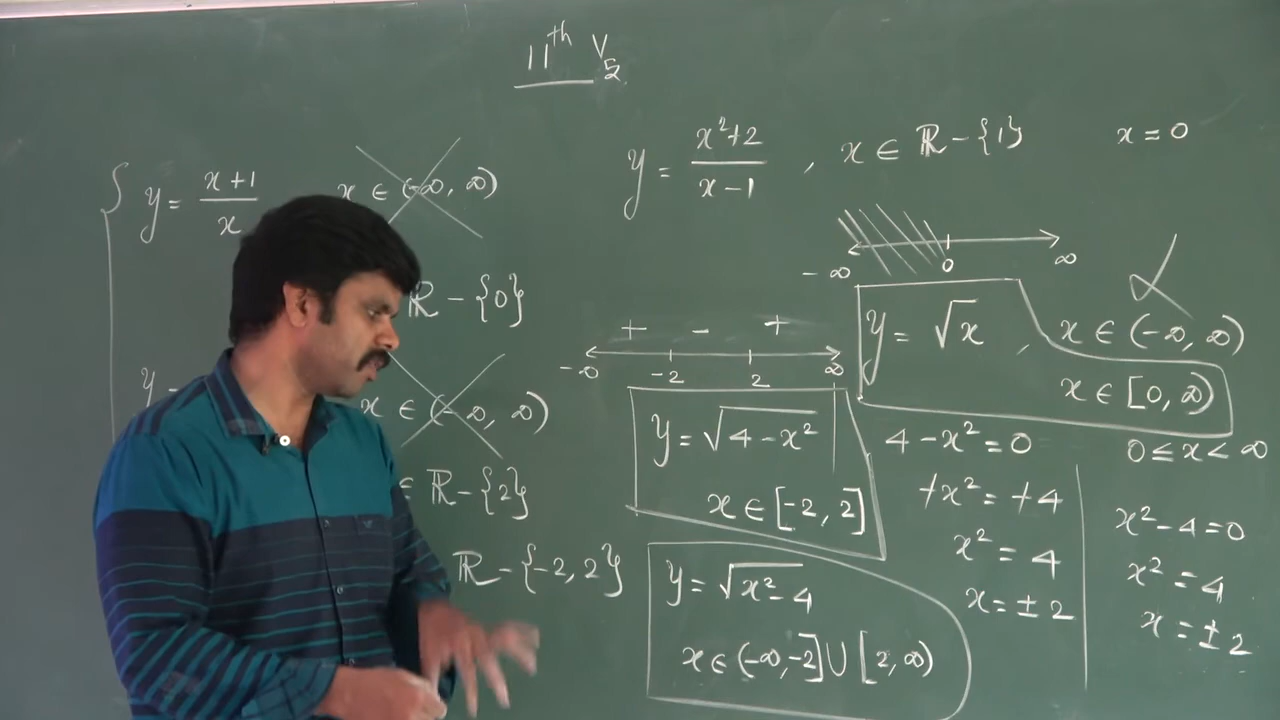 11th V5
y = (x+1)/x x ∈ (-∞, ∞)
ℝ - {0}
y = x ∈ (-∞, ∞)
∈ ℝ - {2}
ℝ - {-2, 2}
y = (x²+2)/(x-1) , x ∈ ℝ - {1} x = 0
-∞ 0 ∞
y = √x , x ∈ (-∞, ∞)
x ∈ [0, ∞)
0 ≤ x < ∞
+ - +
-∞ -2 2 ∞
y = √(4-x²)
x ∈ [-2, 2]
4-x² = 0
+x² = +4
x² = 4
x = ±2
x²-4=0
x² = 4
x = ±2
y = √(x²-4)
x ∈ (-∞,-2] ∪ [2, ∞)